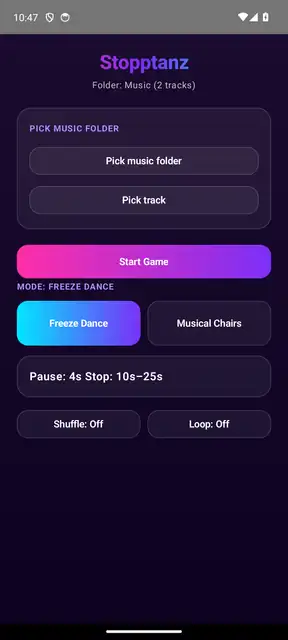 10:47
Stopptanz
Folder: Music (2 tracks)
PICK MUSIC FOLDER
Pick music folder
Pick track
Start Game
MODE: FREEZE DANCE
Freeze Dance
Musical Chairs
Pause: 4s Stop: 10s–25s
Shuffle: Off
Loop: Off